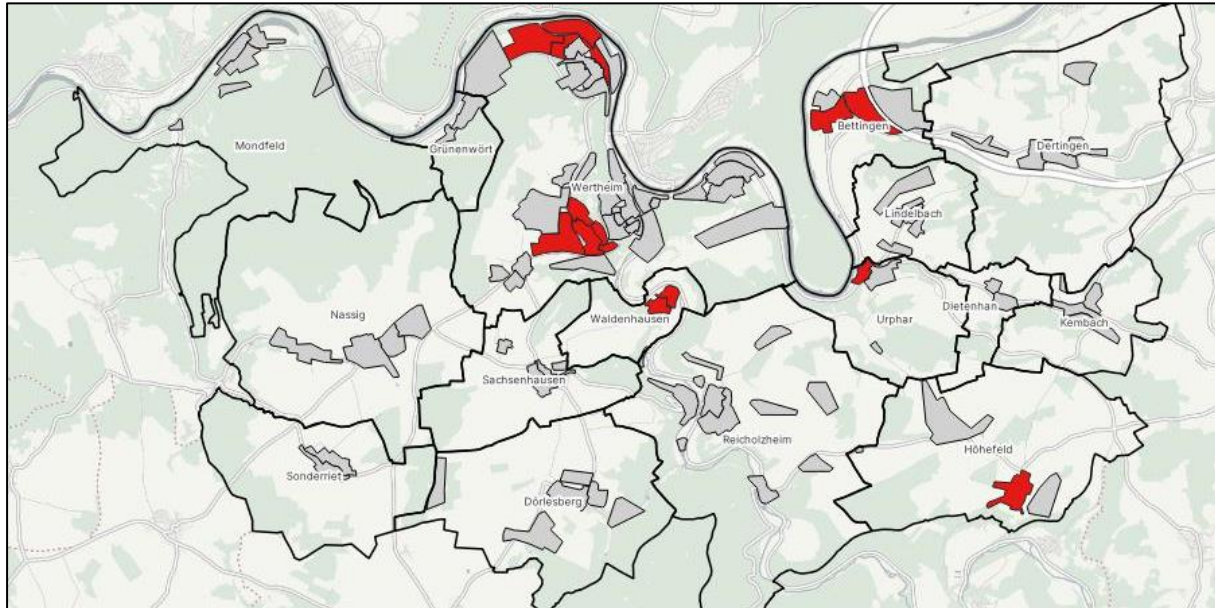 Bettingen
Mondfeld
Grünenwört
Dertingen
Wertheim
Lindelbach
Dietenhan
Nassig
Waldenhausen
Urphar
Kembach
Sachsenhausen
Reicholzheim
Höhefeld
Sonderriet
Dörlesberg